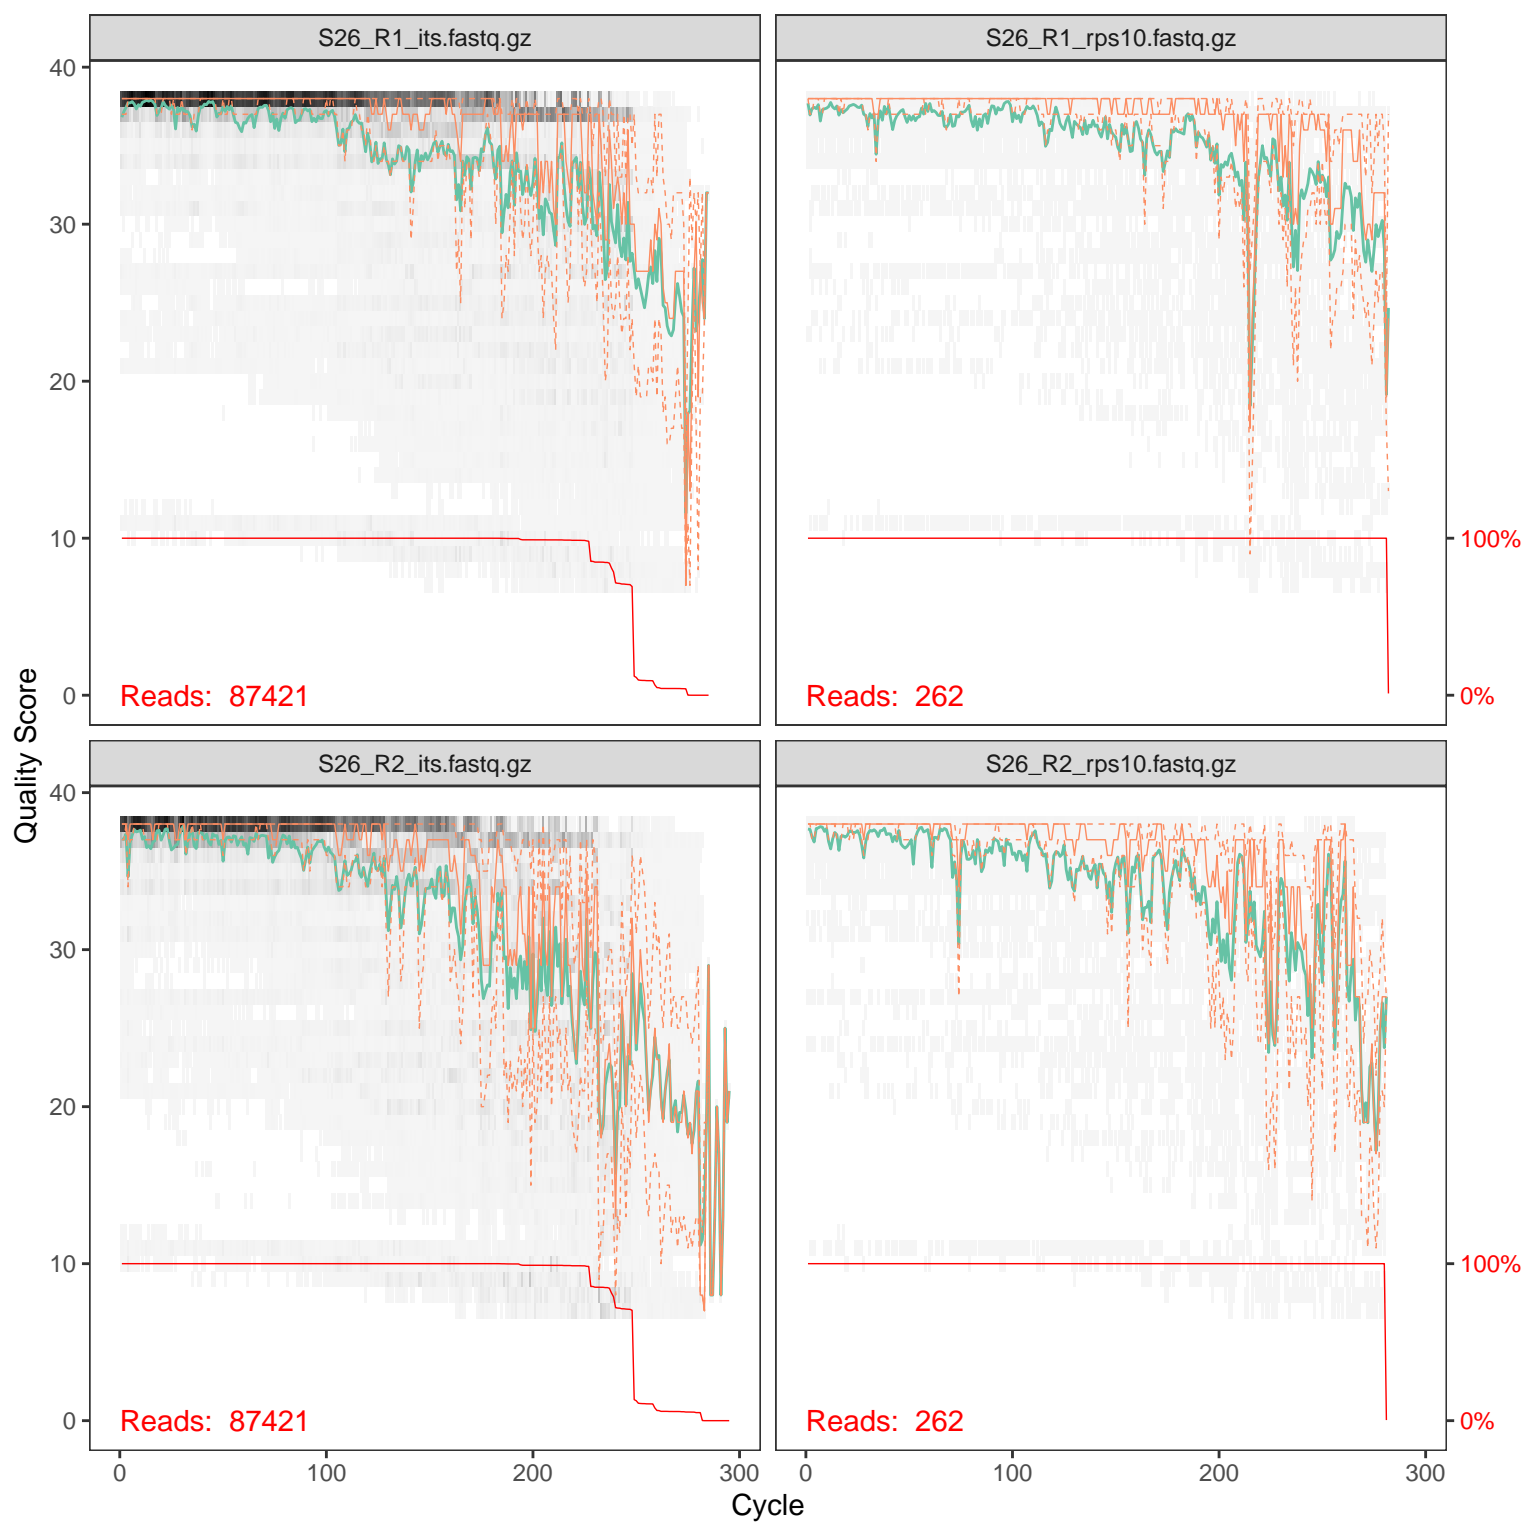 S26_R1_its.fastq.gz
S26_R1_rps10.fastq.gz
40
30
20
10
0
Reads: 87421
Reads: 262
100%
0%
Quality Score
S26_R2_its.fastq.gz
S26_R2_rps10.fastq.gz
40
30
20
10
0
Reads: 87421
Reads: 262
100%
0%
0 100 200 300
0 100 200 300
Cycle